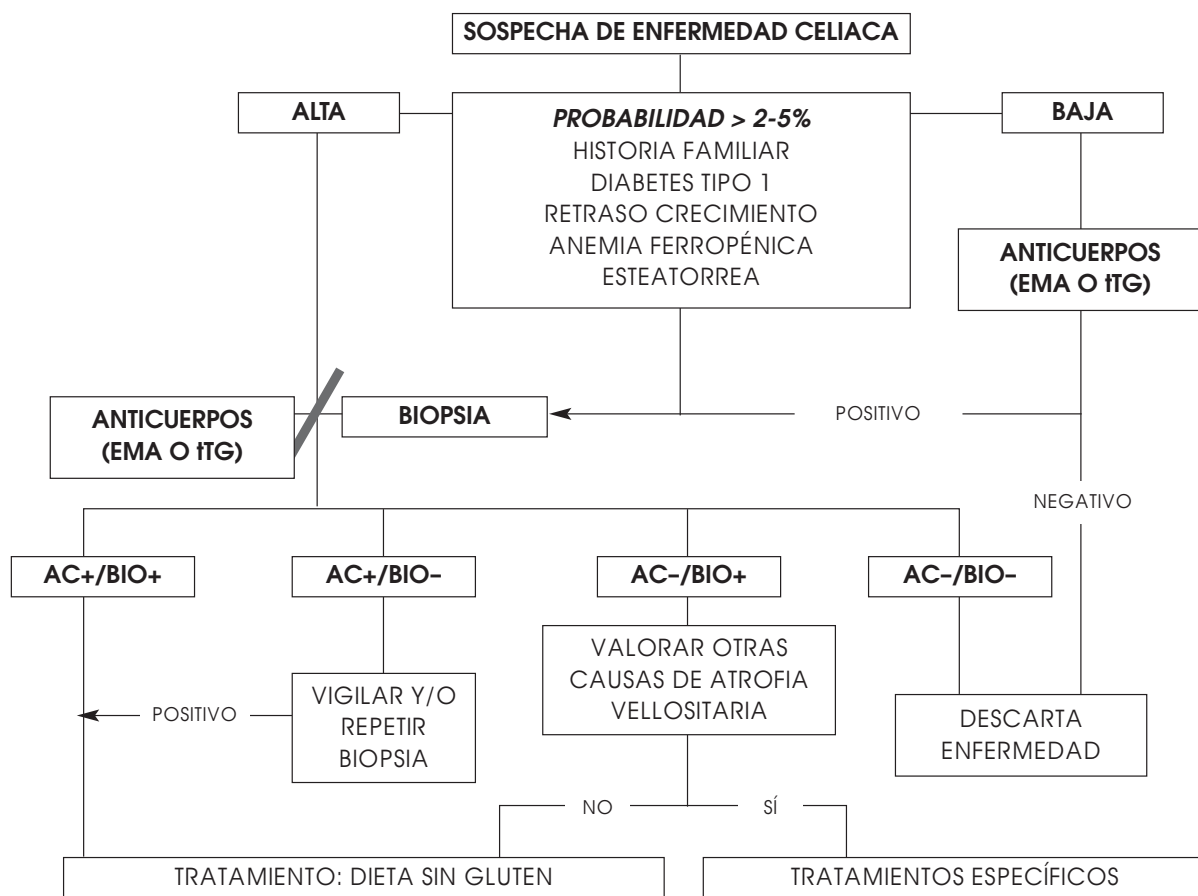 SOSPECHA DE ENFERMEDAD CELIACA
ALTA
PROBABILIDAD > 2-5%
HISTORIA FAMILIAR
DIABETES TIPO 1
RETRASO CRECIMIENTO
ANEMIA FERROPÉNICA
ESTEATORREA
BAJA
ANTICUERPOS
(EMA O tTG)
ANTICUERPOS
(EMA O tTG)
BIOPSIA
POSITIVO
NEGATIVO
AC+/BIO+
AC+/BIO–
AC–/BIO+
AC–/BIO–
POSITIVO
VIGILAR Y/O
REPETIR
BIOPSIA
VALORAR OTRAS
CAUSAS DE ATROFIA
VELLOSITARIA
DESCARTA
ENFERMEDAD
NO
SÍ
TRATAMIENTO: DIETA SIN GLUTEN
TRATAMIENTOS ESPECÍFICOS